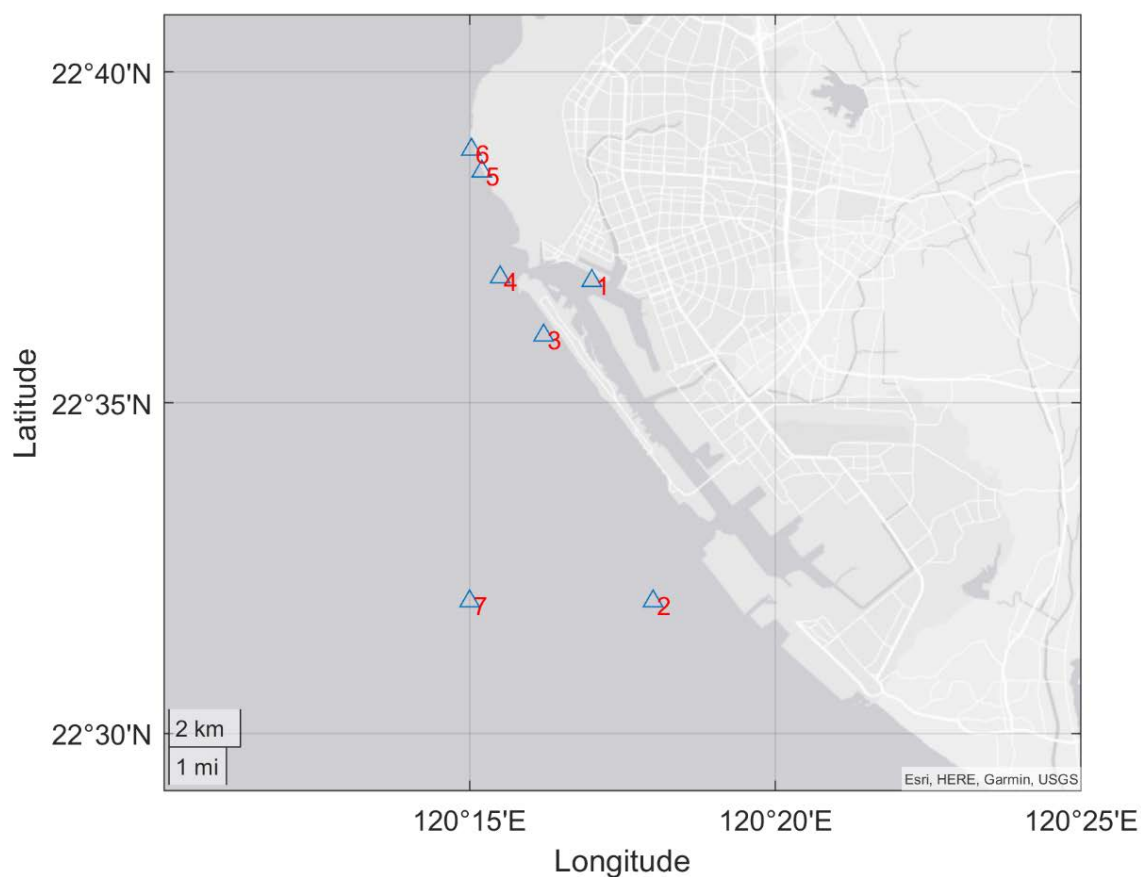 22°40'N
6
5
4
1
3
22°35'N
Latitude
7
2
22°30'N
2 km
1 mi
Esri, HERE, Garmin, USGS
120°15'E
120°20'E
120°25'E
Longitude